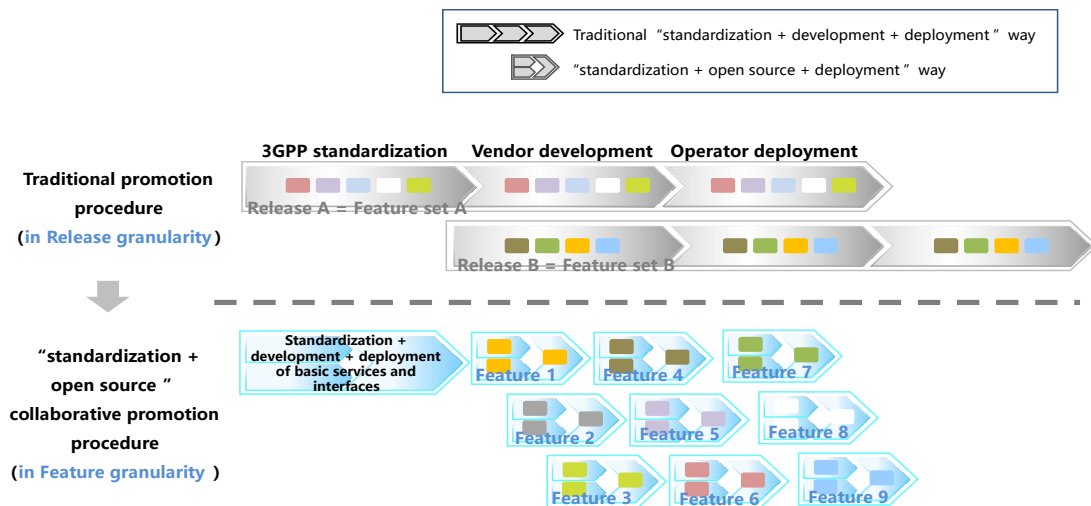 Traditional “standardization + development + deployment” way
“standardization + open source + deployment” way
3GPP standardization
Vendor development
Operator deployment
Traditional promotion
procedure
(in Release granularity)
Release A = Feature set A
Release B = Feature set B
“standardization +
open source ”
collaborative promotion
procedure
(in Feature granularity )
Standardization +
development + deployment
of basic services and
interfaces
Feature 1
Feature 4
Feature 7
Feature 2
Feature 5
Feature 8
Feature 3
Feature 6
Feature 9